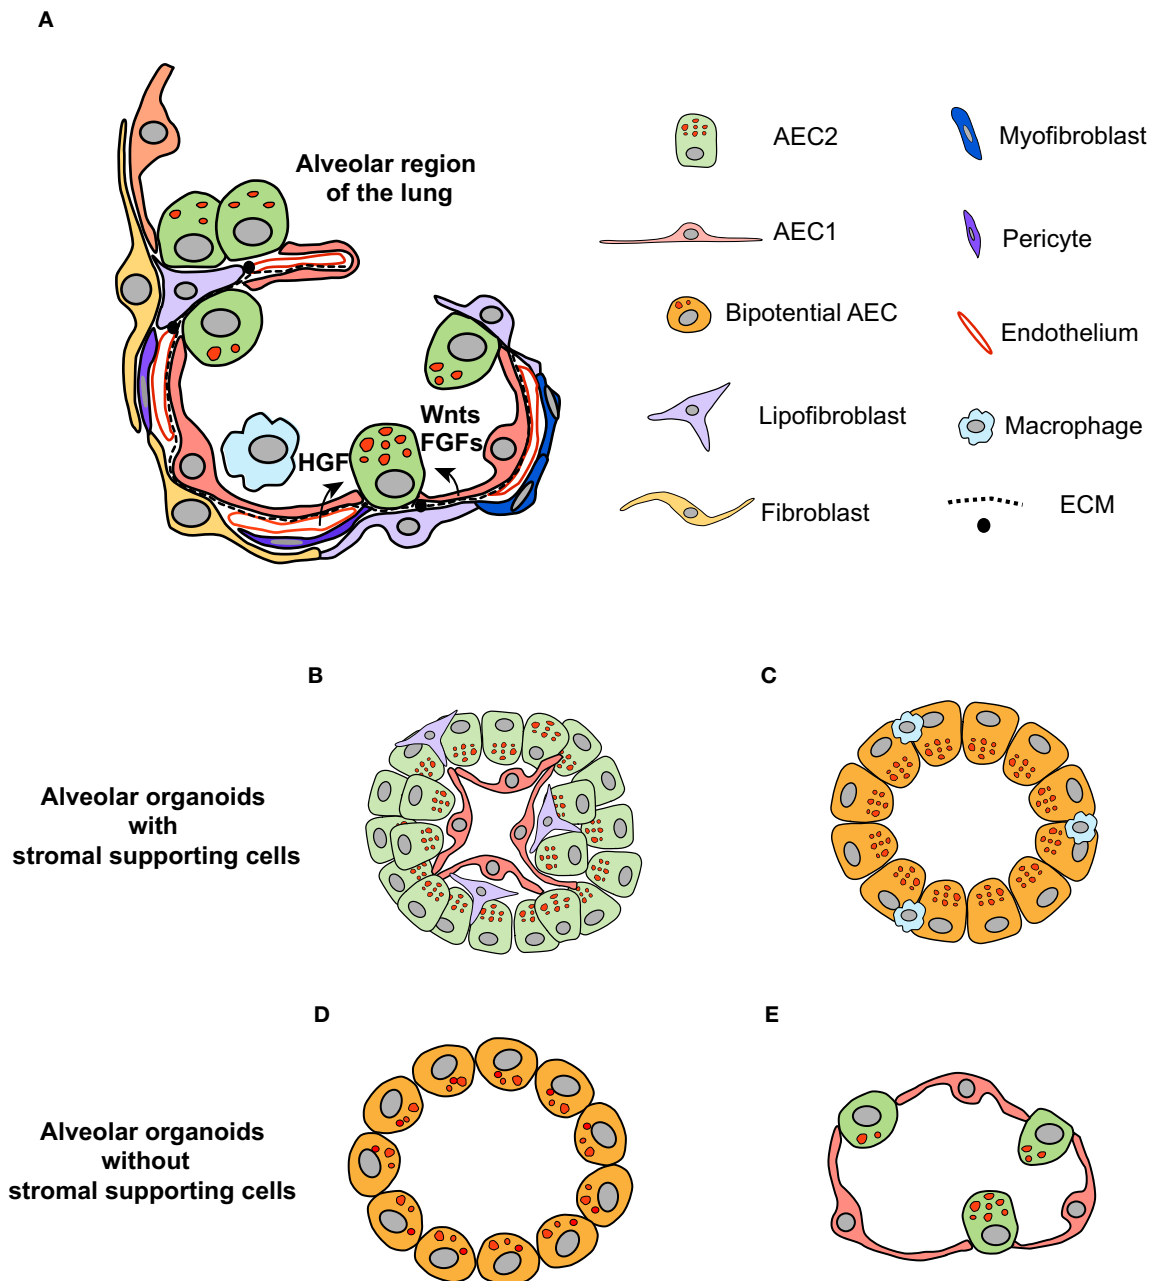 A
Alveolar region
of the lung
HGF
Wnts
FGFs
AEC2
AEC1
Bipotential AEC
Lipofibroblast
Fibroblast
Myofibroblast
Pericyte
Endothelium
Macrophage
ECM
B
C
Alveolar organoids
with
stromal supporting cells
D
E
Alveolar organoids
without
stromal supporting cells